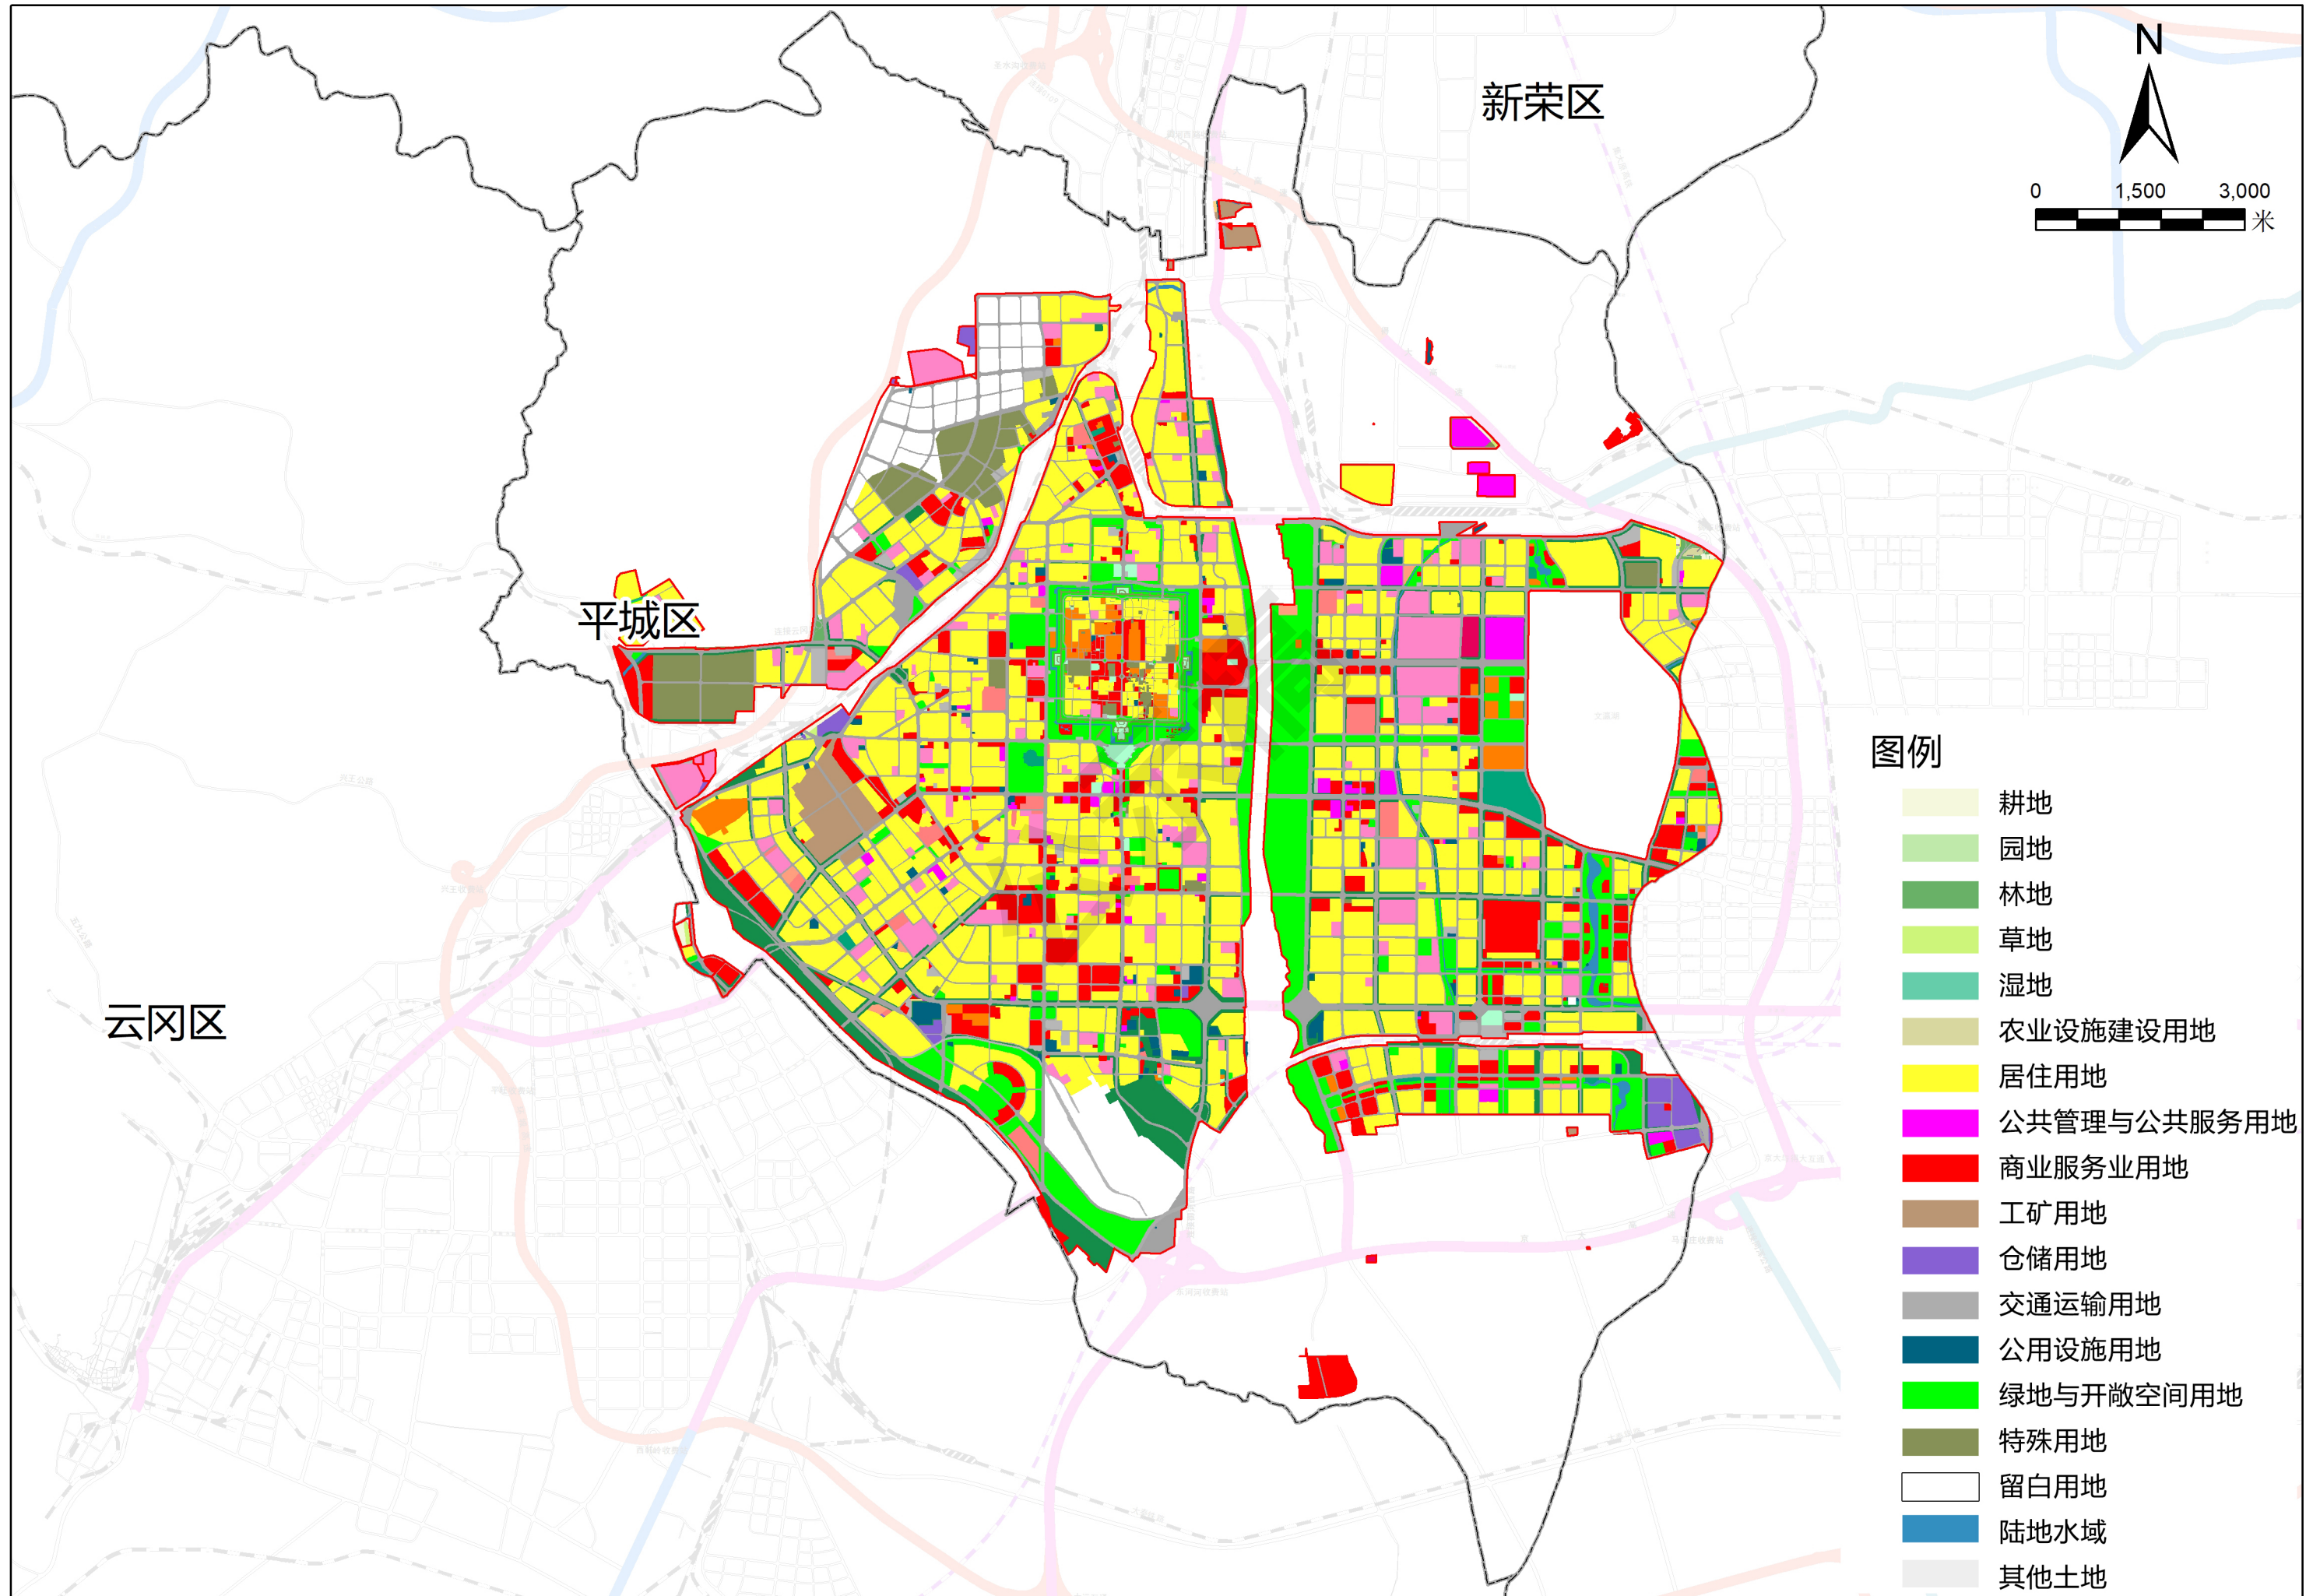 新荣区
N
0 1,500 3,000
米
平城区
云冈区
文瀛湖
图例
耕地
园地
林地
草地
湿地
农业设施建设用地
居住用地
公共管理与公共服务用地
商业服务业用地
工矿用地
仓储用地
交通运输用地
公用设施用地
绿地与开敞空间用地
特殊用地
留白用地
陆地水域
其他土地